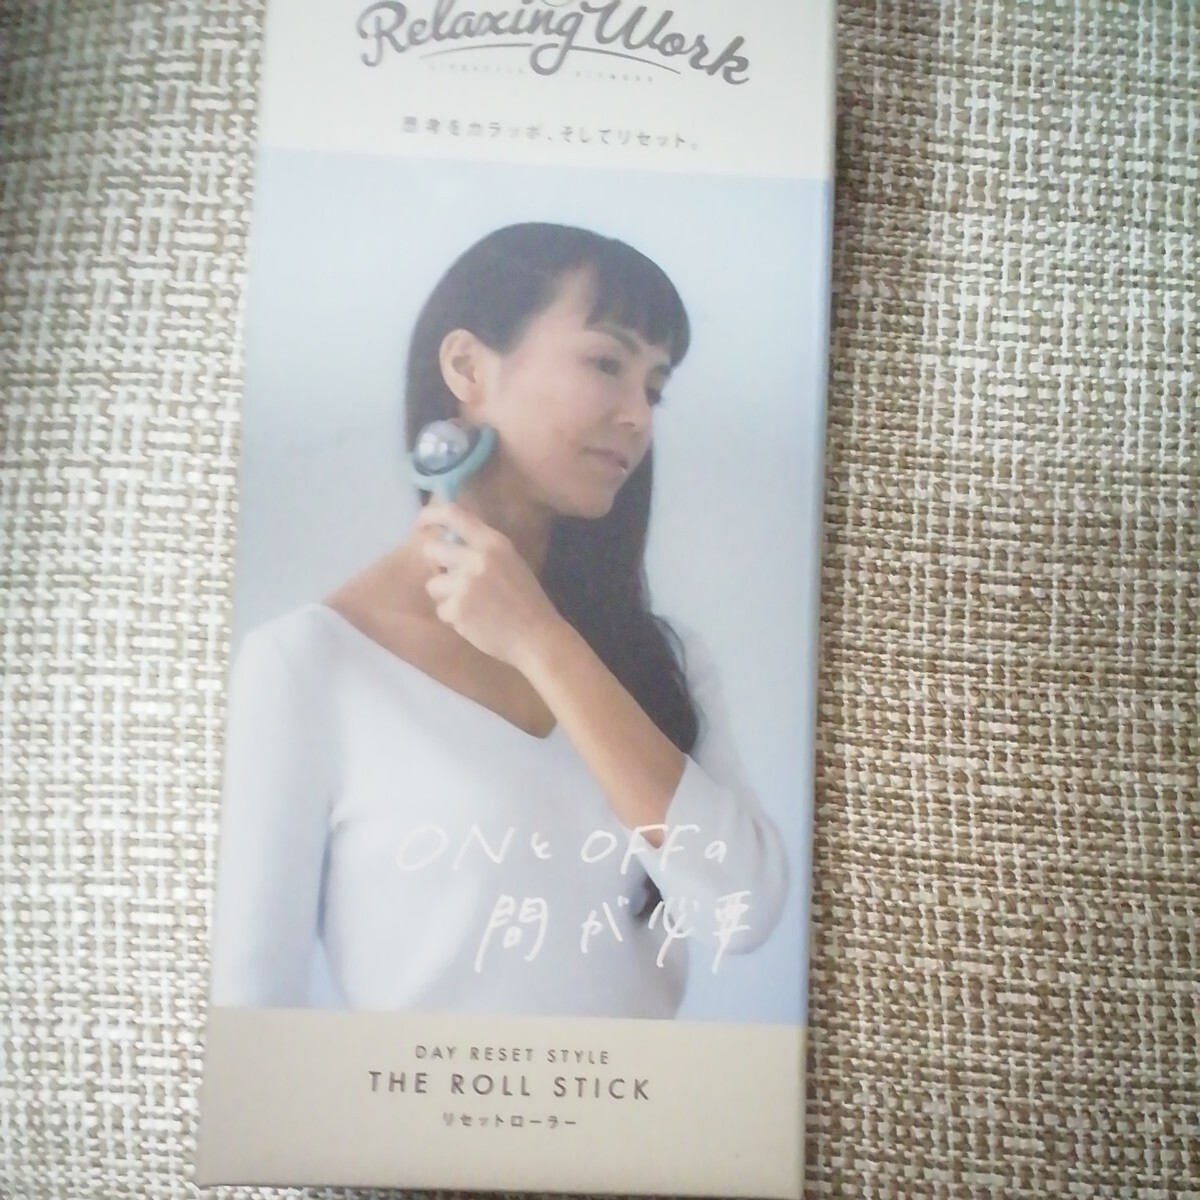 Relaxing Work
LIFESTYLE FITNESS
思考をカラッポ、そしてリセット。
ONとOFFの
間が必要
DAY RESET STYLE
THE ROLL STICK
リセットローラー